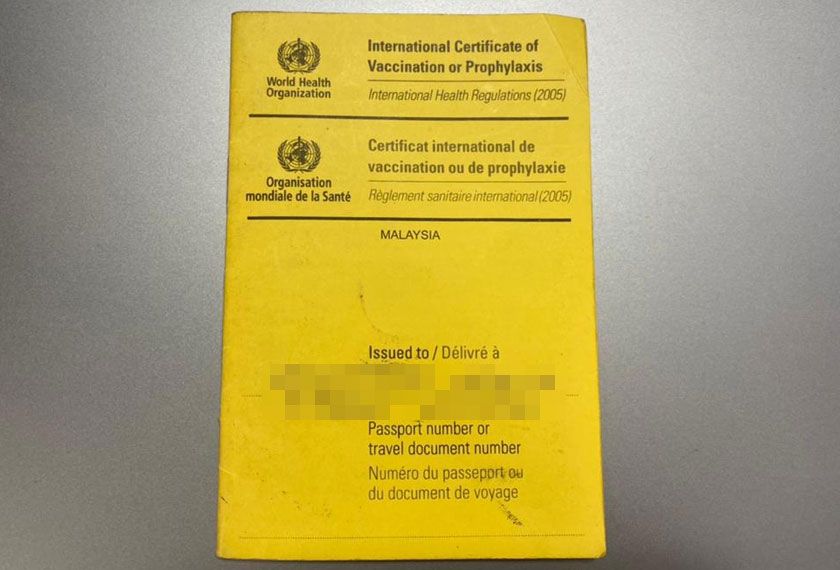 World Health
Organization
International Certificate of
Vaccination or Prophylaxis
International Health Regulations (2005)
Organisation
mondiale de la Santé
Certificat international de
vaccination ou de prophylaxie
Règlement sanitaire international (2005)
MALAYSIA
Issued to / Délivré à
Passport number or
travel document number
Numéro du passeport ou
du document de voyage